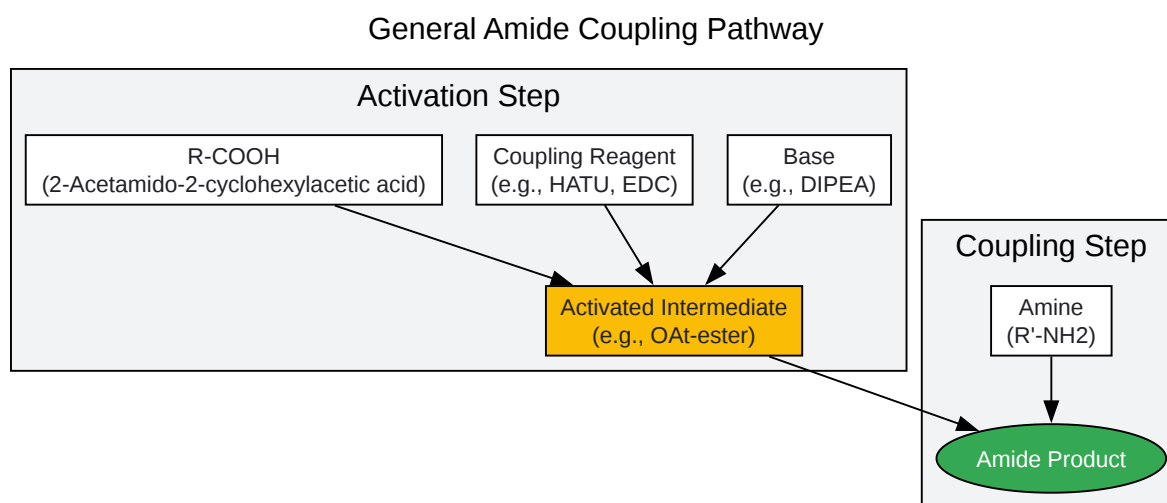 General Amide Coupling Pathway
Activation Step
R-COOH
(2-Acetamido-2-cyclohexylacetic acid)
Coupling Reagent
(e.g., HATU, EDC)
Base
(e.g., DIPEA)
Activated Intermediate
(e.g., OAt-ester)
Coupling Step
Amine
(R'-NH2)
Amide Product